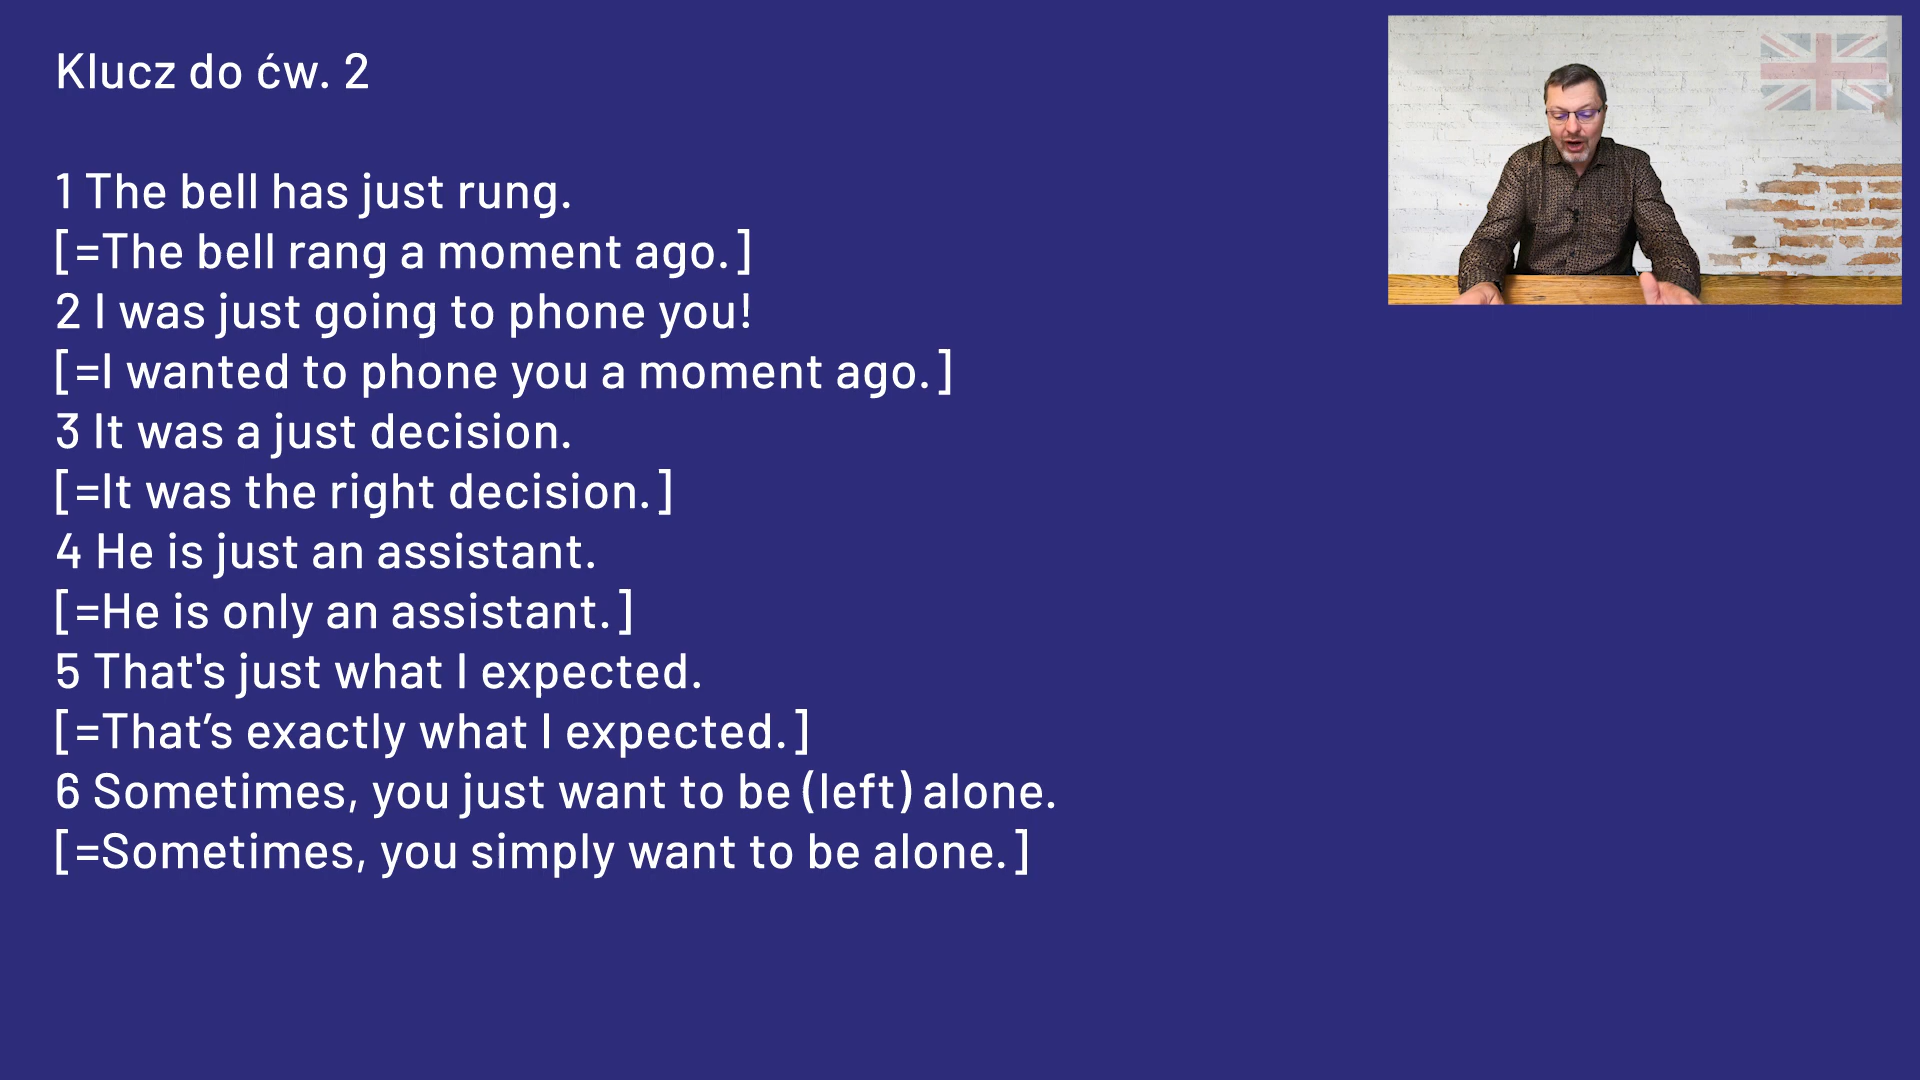 Klucz do ćw. 2
1 The bell has just rung.
[=The bell rang a moment ago.]
2 I was just going to phone you!
[=I wanted to phone you a moment ago.]
3 It was a just decision.
[=It was the right decision.]
4 He is just an assistant.
[=He is only an assistant.]
5 That's just what I expected.
[=That’s exactly what I expected.]
6 Sometimes, you just want to be (left) alone.
[=Sometimes, you simply want to be alone.]